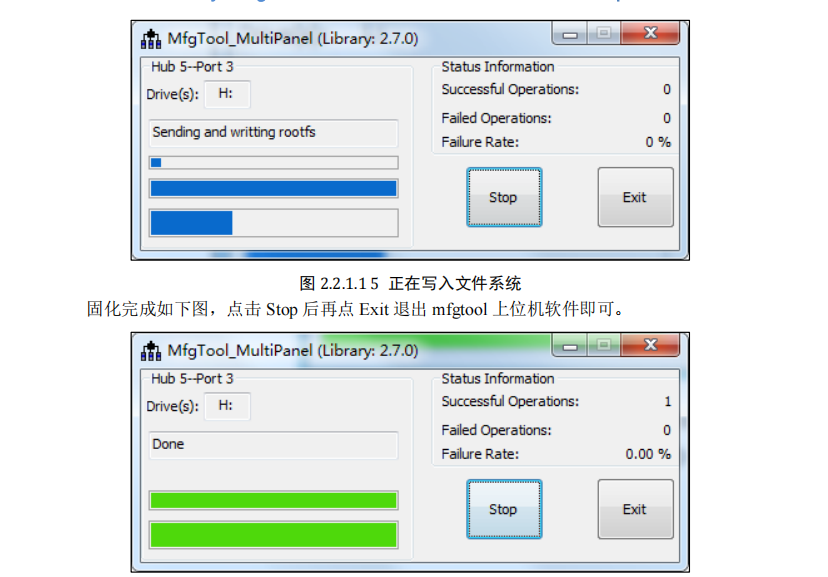 MfgTool_MultiPanel (Library: 2.7.0)
Hub 5--Port 3
Drive(s): H:
Sending and writting rootfs
Status Information
Successful Operations: 0
Failed Operations: 0
Failure Rate: 0 %
Stop Exit
图 2.2.1.1 5 正在写入文件系统
固化完成如下图，点击 Stop 后再点 Exit 退出 mfgtool 上位机软件即可。
MfgTool_MultiPanel (Library: 2.7.0)
Hub 5--Port 3
Drive(s): H:
Done
Status Information
Successful Operations: 1
Failed Operations: 0
Failure Rate: 0.00 %
Stop Exit